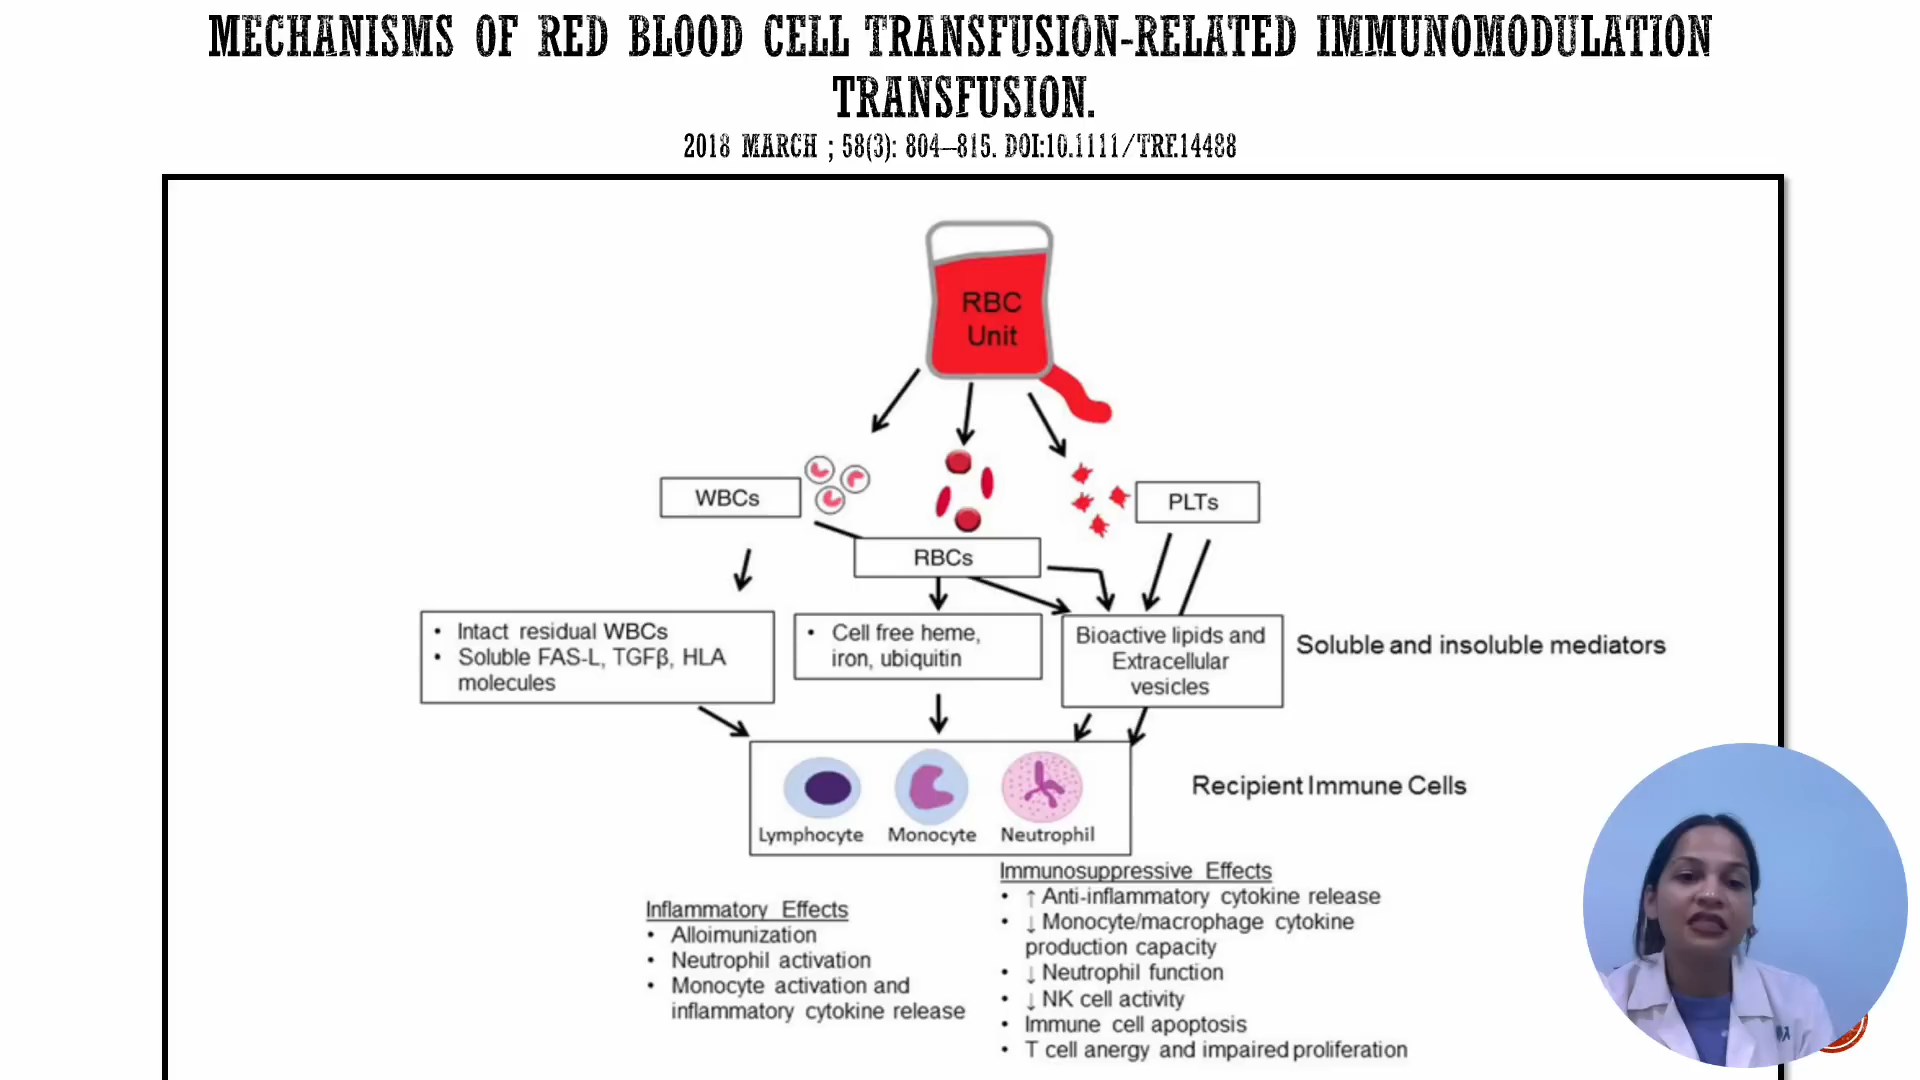 MECHANISMS OF RED BLOOD CELL TRANSFUSION-RELATED IMMUNOMODULATION
TRANSFUSION.
2018 MARCH ; 58(3): 804–815. DOI:10.1111/TRF.14488
RBC
Unit
WBCs
PLTs
RBCs
• Intact residual WBCs
• Soluble FAS-L, TGFβ, HLA
molecules
• Cell free heme,
iron, ubiquitin
Bioactive lipids and
Extracellular
vesicles
Soluble and insoluble mediators
Lymphocyte
Monocyte
Neutrophil
Recipient Immune Cells
Inflammatory Effects
• Alloimunization
• Neutrophil activation
• Monocyte activation and
inflammatory cytokine release
Immunosuppressive Effects
• ↑ Anti-inflammatory cytokine release
• ↓ Monocyte/macrophage cytokine
production capacity
• ↓ Neutrophil function
• ↓ NK cell activity
• Immune cell apoptosis
• T cell anergy and impaired proliferation